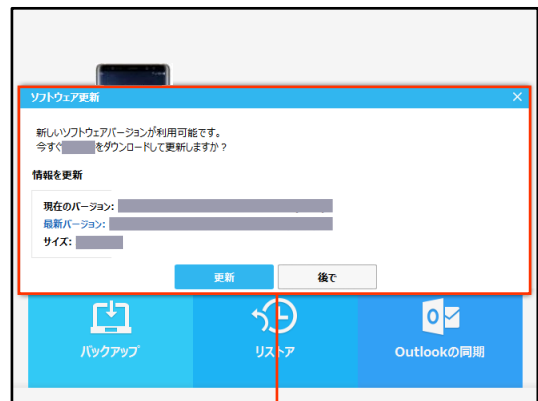 ソフトウェア更新
新しいソフトウェアバージョンが利用可能です。
今すぐ をダウンロードして更新しますか？
情報を更新
現在のバージョン:
最新バージョン:
サイズ:
更新 後で
バックアップ リストア Outlookの同期